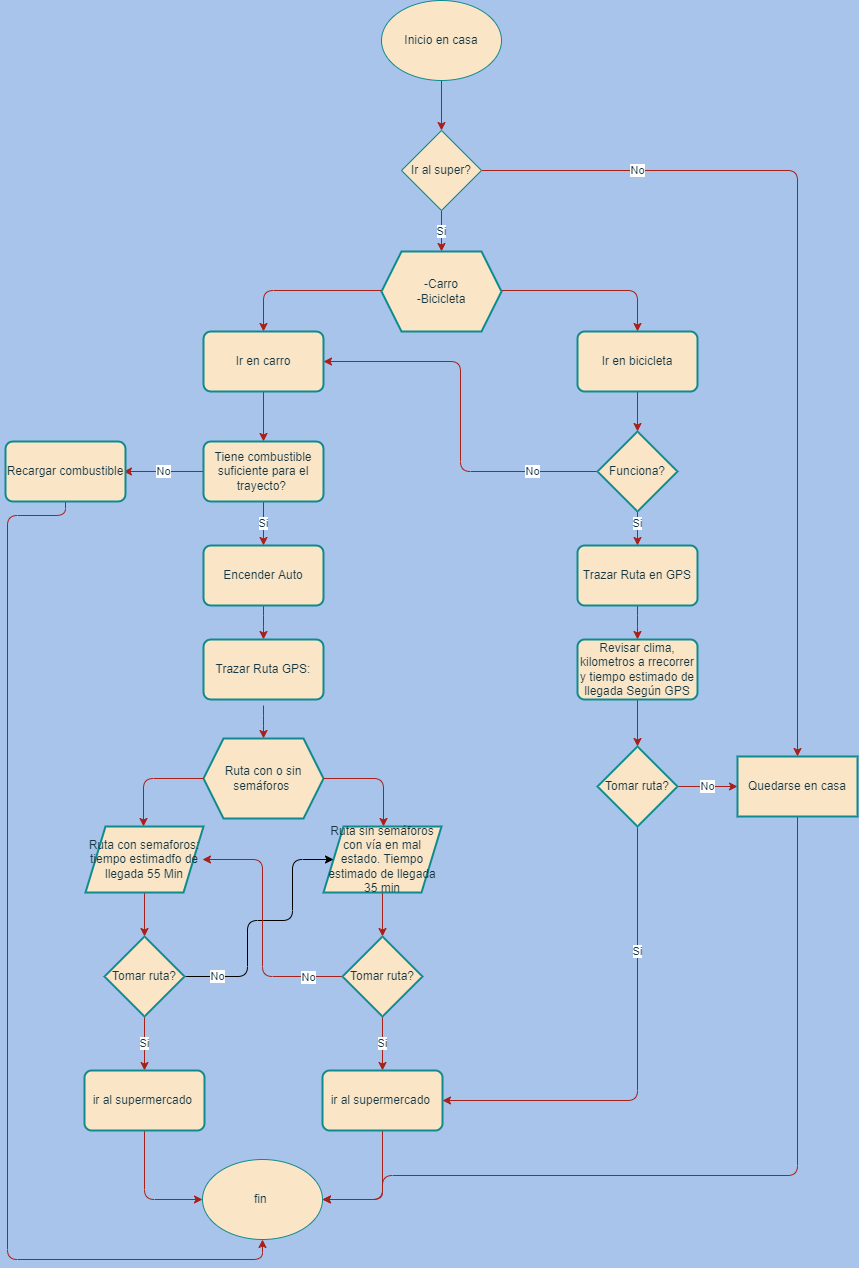 Inicio en casa
Ir al super?
No
Si
-Carro
-Bicicleta
Ir en carro
Ir en bicicleta
Recargar combustible
No
Tiene combustible
suficiente para el
trayecto?
No
Funciona?
Si
Si
Encender Auto
Trazar Ruta en GPS
Trazar Ruta GPS:
Revisar clima,
kilometros a rrecorrer
y tiempo estimado de
llegada Según GPS
Ruta con o sin
semáforos
Tomar ruta?
No
Quedarse en casa
Ruta con semaforos:
tiempo estimadfo de
llegada 55 Min
Ruta sin semáforos
con vía en mal
estado. Tiempo
estimado de llegada
35 min
Si
Tomar ruta?
No
No
Tomar ruta?
Si
Si
ir al supermercado
ir al supermercado
fin